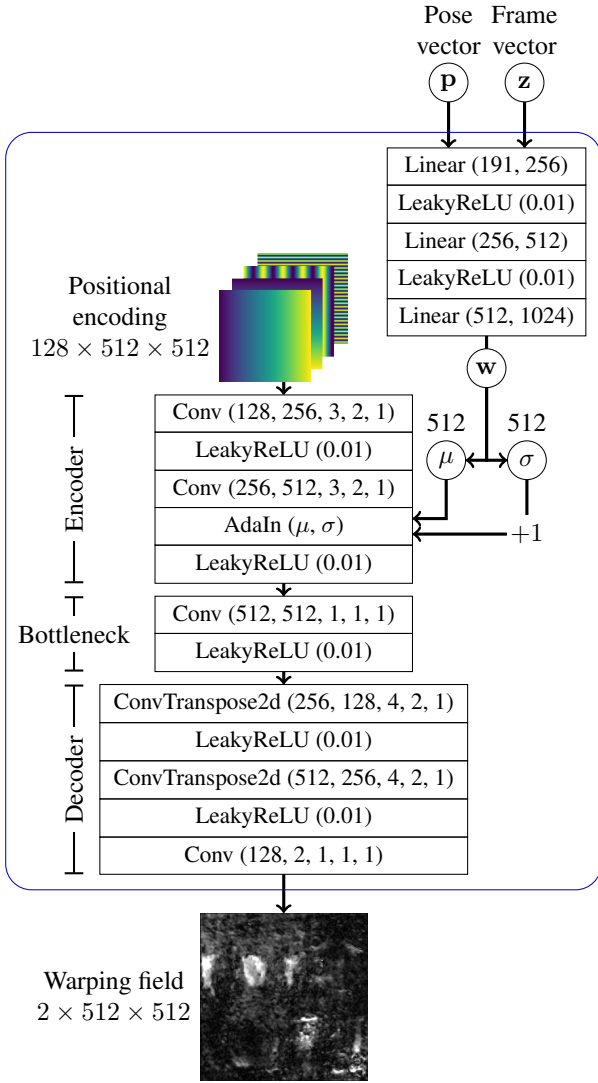 Pose vector
Frame vector
p
z
Linear (191, 256)
LeakyReLU (0.01)
Linear (256, 512)
LeakyReLU (0.01)
Linear (512, 1024)
w
512
512
μ
σ
+1
Positional
encoding
128 × 512 × 512
Encoder
Conv (128, 256, 3, 2, 1)
LeakyReLU (0.01)
Conv (256, 512, 3, 2, 1)
AdaIn (μ, σ)
LeakyReLU (0.01)
Bottleneck
Conv (512, 512, 1, 1, 1)
LeakyReLU (0.01)
Decoder
ConvTranspose2d (256, 128, 4, 2, 1)
LeakyReLU (0.01)
ConvTranspose2d (512, 256, 4, 2, 1)
LeakyReLU (0.01)
Conv (128, 2, 1, 1, 1)
Warping field
2 × 512 × 512